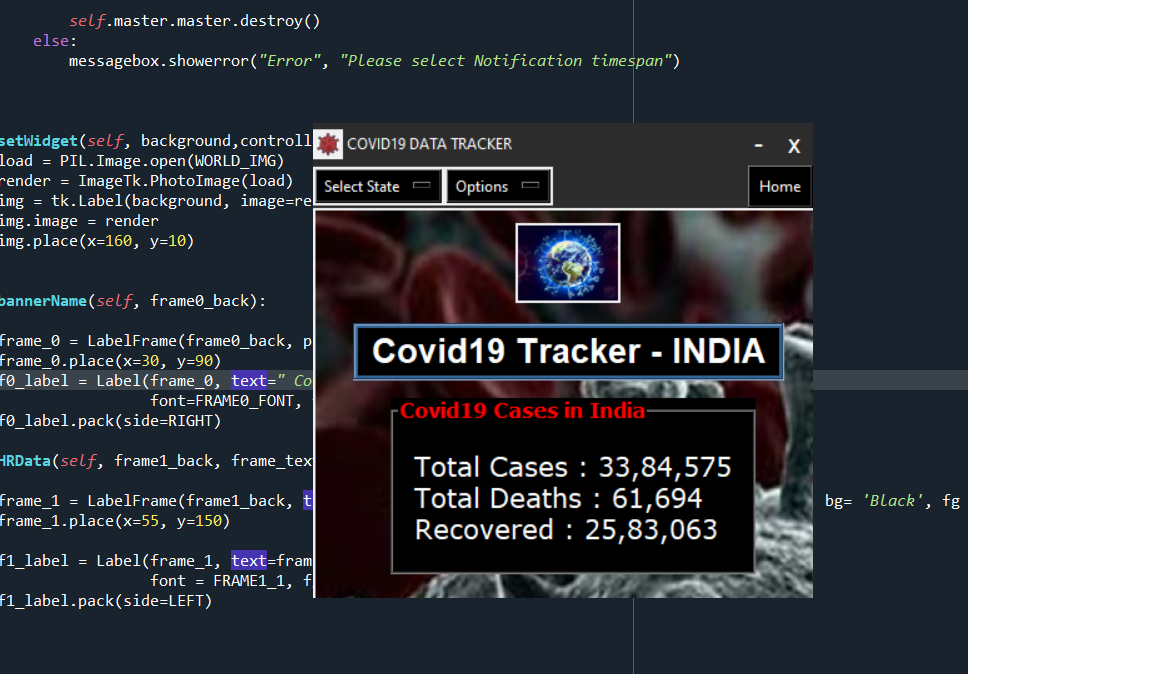 self.master.master.destroy()
else:
messagebox.showerror("Error", "Please select Notification timespan")
setWidget(self, background,controll
load = PIL.Image.open(WORLD_IMG)
render = ImageTk.PhotoImage(load)
img = tk.Label(background, image=re
img.image = render
img.place(x=160, y=10)
bannerName(self, frame0_back):
frame_0 = LabelFrame(frame0_back, p
frame_0.place(x=30, y=90)
f0_label = Label(frame_0, text=" Co
font=FRAME0_FONT,
f0_label.pack(side=RIGHT)
HRData(self, frame1_back, frame_tex
frame_1 = LabelFrame(frame1_back, t
bg= 'Black', fg
frame_1.place(x=55, y=150)
f1_label = Label(frame_1, text=fram
font = FRAME1_1, f
f1_label.pack(side=LEFT)
COVID19 DATA TRACKER
- X
Select State Options Home
Covid19 Tracker - INDIA
Covid19 Cases in India
Total Cases : 33,84,575
Total Deaths : 61,694
Recovered : 25,83,063